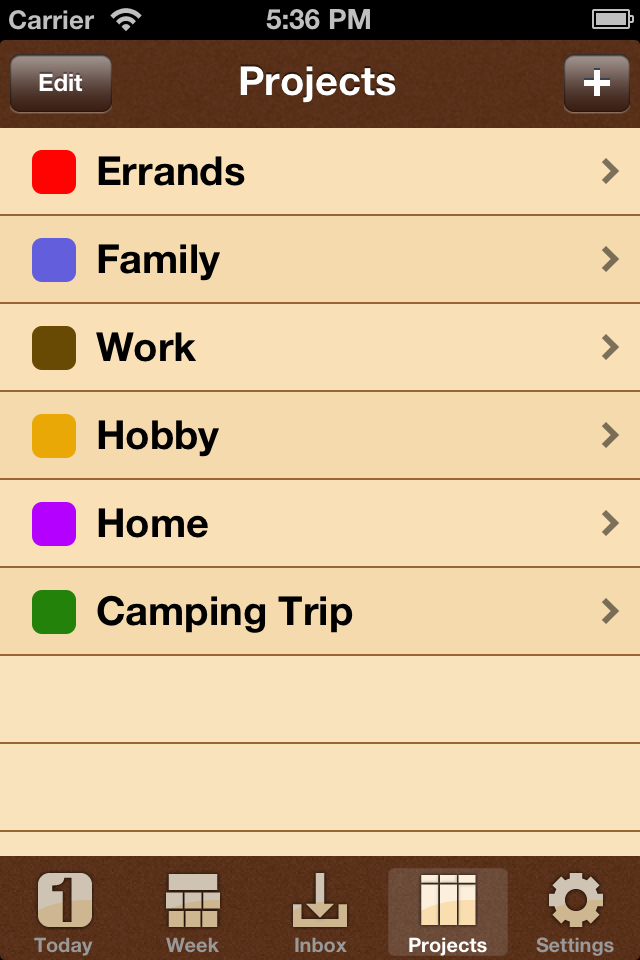 Carrier 5:36 PM
Edit Projects +
Errands
Family
Work
Hobby
Home
Camping Trip
1
Today Week Inbox Projects Settings